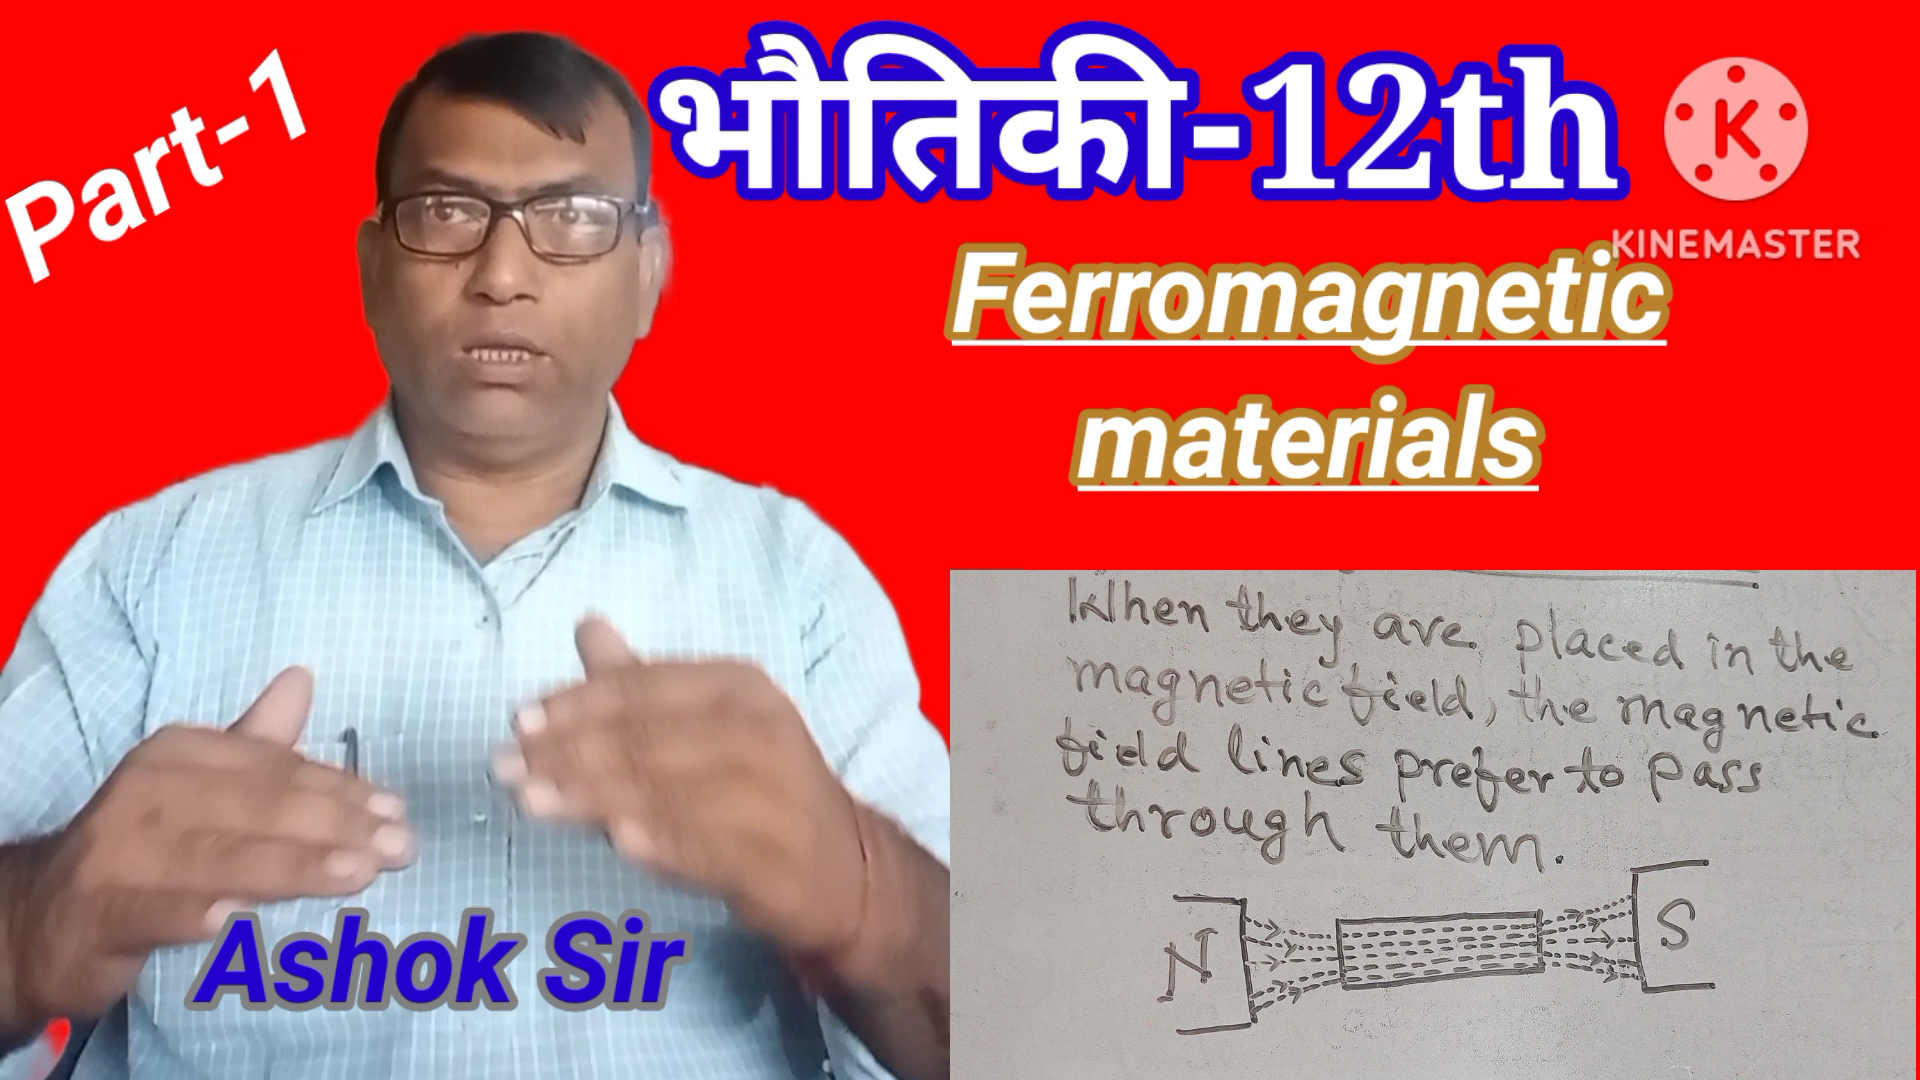 Part-1
भौतिकी-12th
K
KINEMASTER
Ferromagnetic
materials
When they are placed in the
magnetic field, the magnetic
field lines prefer to pass
through them.
N
S
Ashok Sir